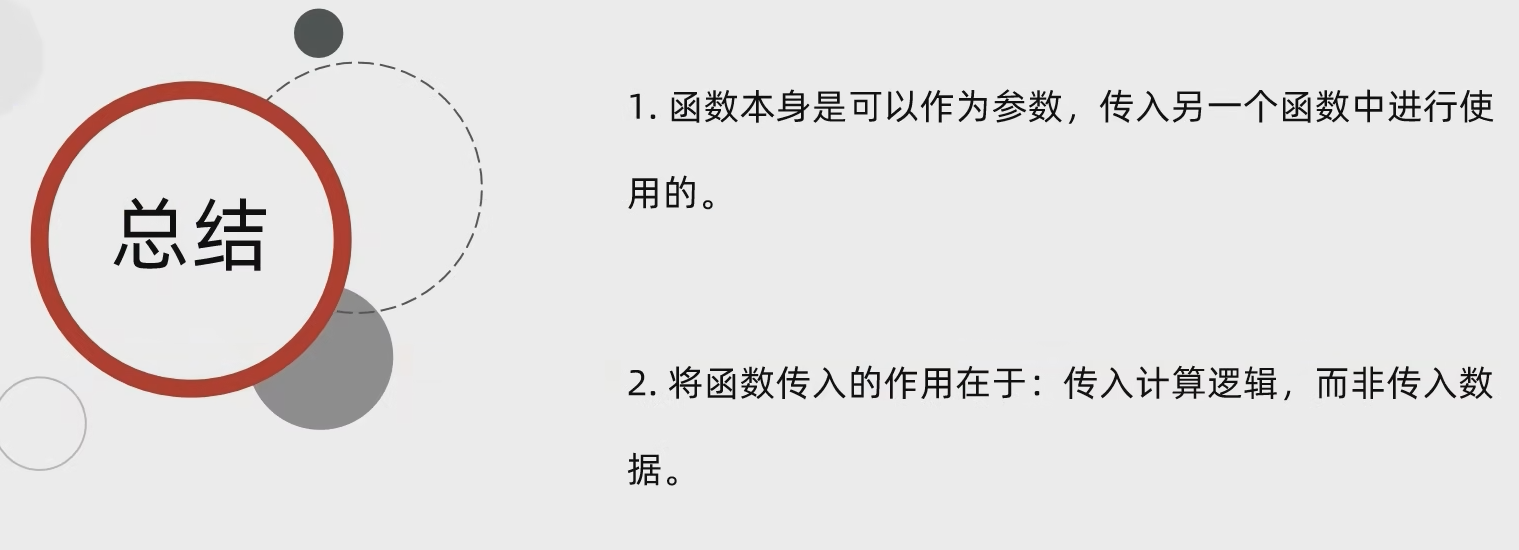 总结
1. 函数本身是可以作为参数，传入另一个函数中进行使
用的。
2. 将函数传入的作用在于：传入计算逻辑，而非传入数
据。